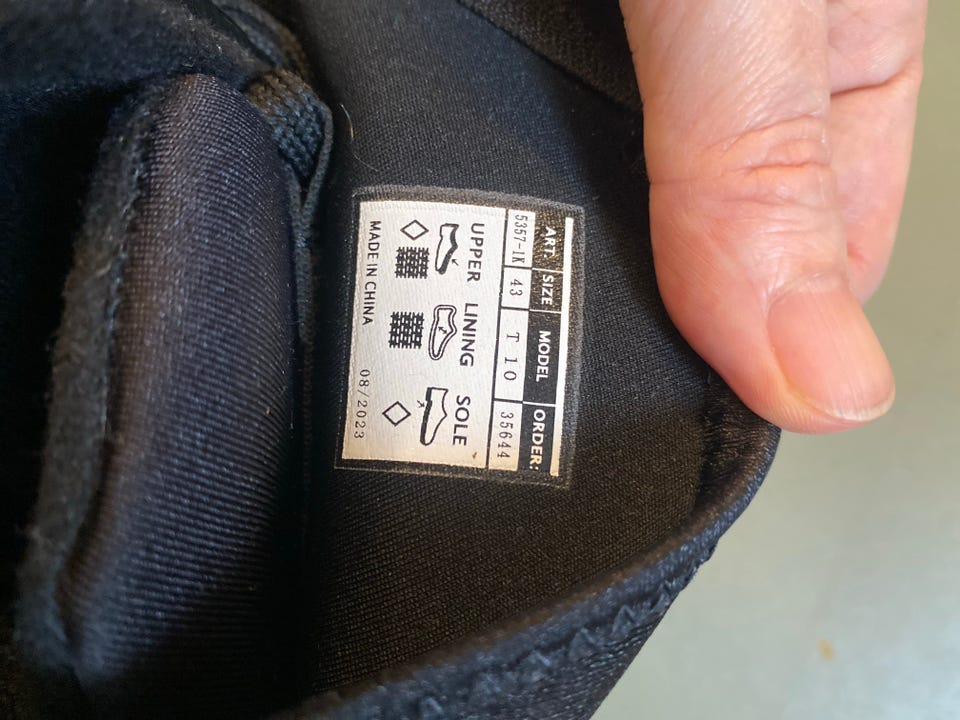 ART. SIZE MODEL ORDER:
5357-1K 43 T 10 35644
UPPER LINING SOLE
MADE IN CHINA 08/2023